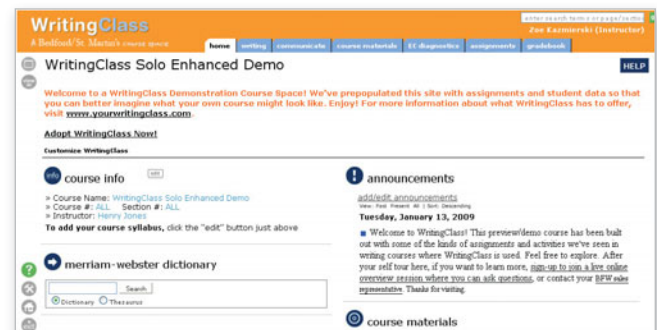 WritingClass
A Bedford/St. Martin's course space
enter search terms or page/section
Zoe Kazmierski (Instructor)
home writing communicate course materials EC-diagnostics assignments gradebook
WritingClass Solo Enhanced Demo
HELP
Welcome to a WritingClass Demonstration Course Space! We've prepopulated this site with assignments and student data so that
you can better imagine what your own course might look like. Enjoy! For more information about what WritingClass has to offer,
visit www.yourwritingclass.com.
Adopt WritingClass Now!
Customize WritingClass
info course info edit
» Course Name: WritingClass Solo Enhanced Demo
» Course #: ALL Section #: ALL
» Instructor: Henry Jones
To add your course syllabus, click the "edit" button just above
merriam-webster dictionary
Search
Dictionary Thesaurus
announcements
add/edit announcements
View: Past Present All | Sort: Descending
Tuesday, January 13, 2009
Welcome to WritingClass! This preview/demo course has been built
out with some of the kinds of assignments and activities we've seen in
writing courses where WritingClass is used. Feel free to explore. After
your self tour here, if you want to learn more, sign-up to join a live online
overview session where you can ask questions, or contact your BFW sales
representative. Thanks for visiting.
course materials